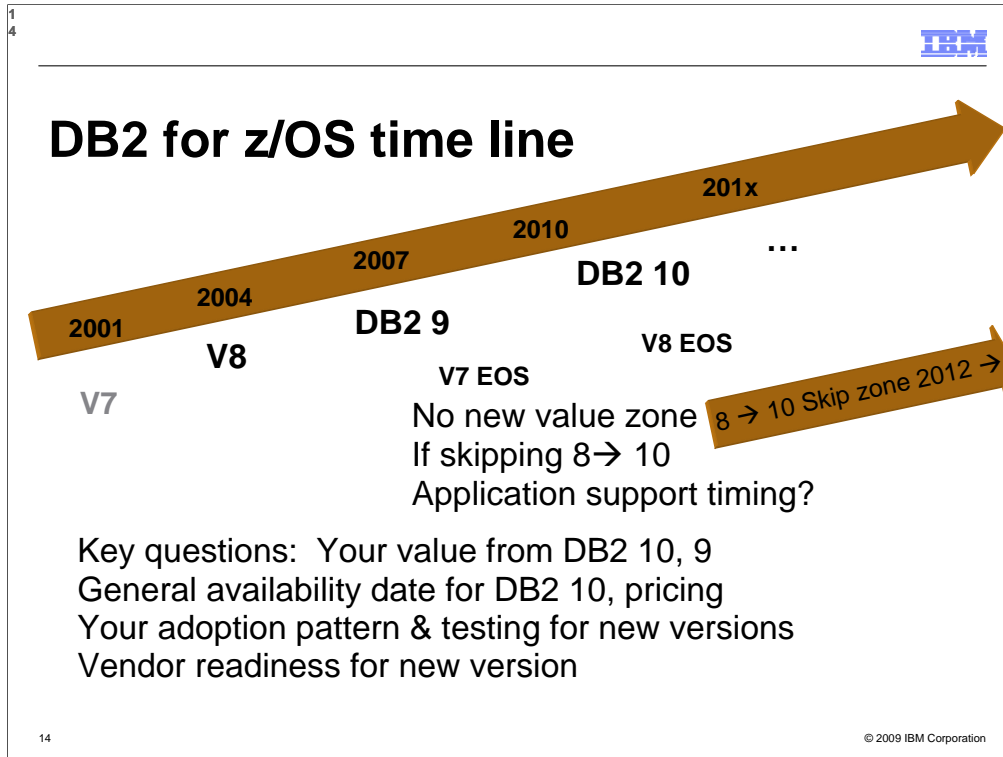 1
4
IBM
DB2 for z/OS time line
201x
2010
...
2007
DB2 10
2004
DB2 9
2001
V8
V8 EOS
V7 EOS
V7
8 → 10 Skip zone 2012 →
No new value zone
If skipping 8→ 10
Application support timing?
Key questions:  Your value from DB2 10, 9
General availability date for DB2 10, pricing
Your adoption pattern & testing for new versions
Vendor readiness for new version
14
© 2009 IBM Corporation